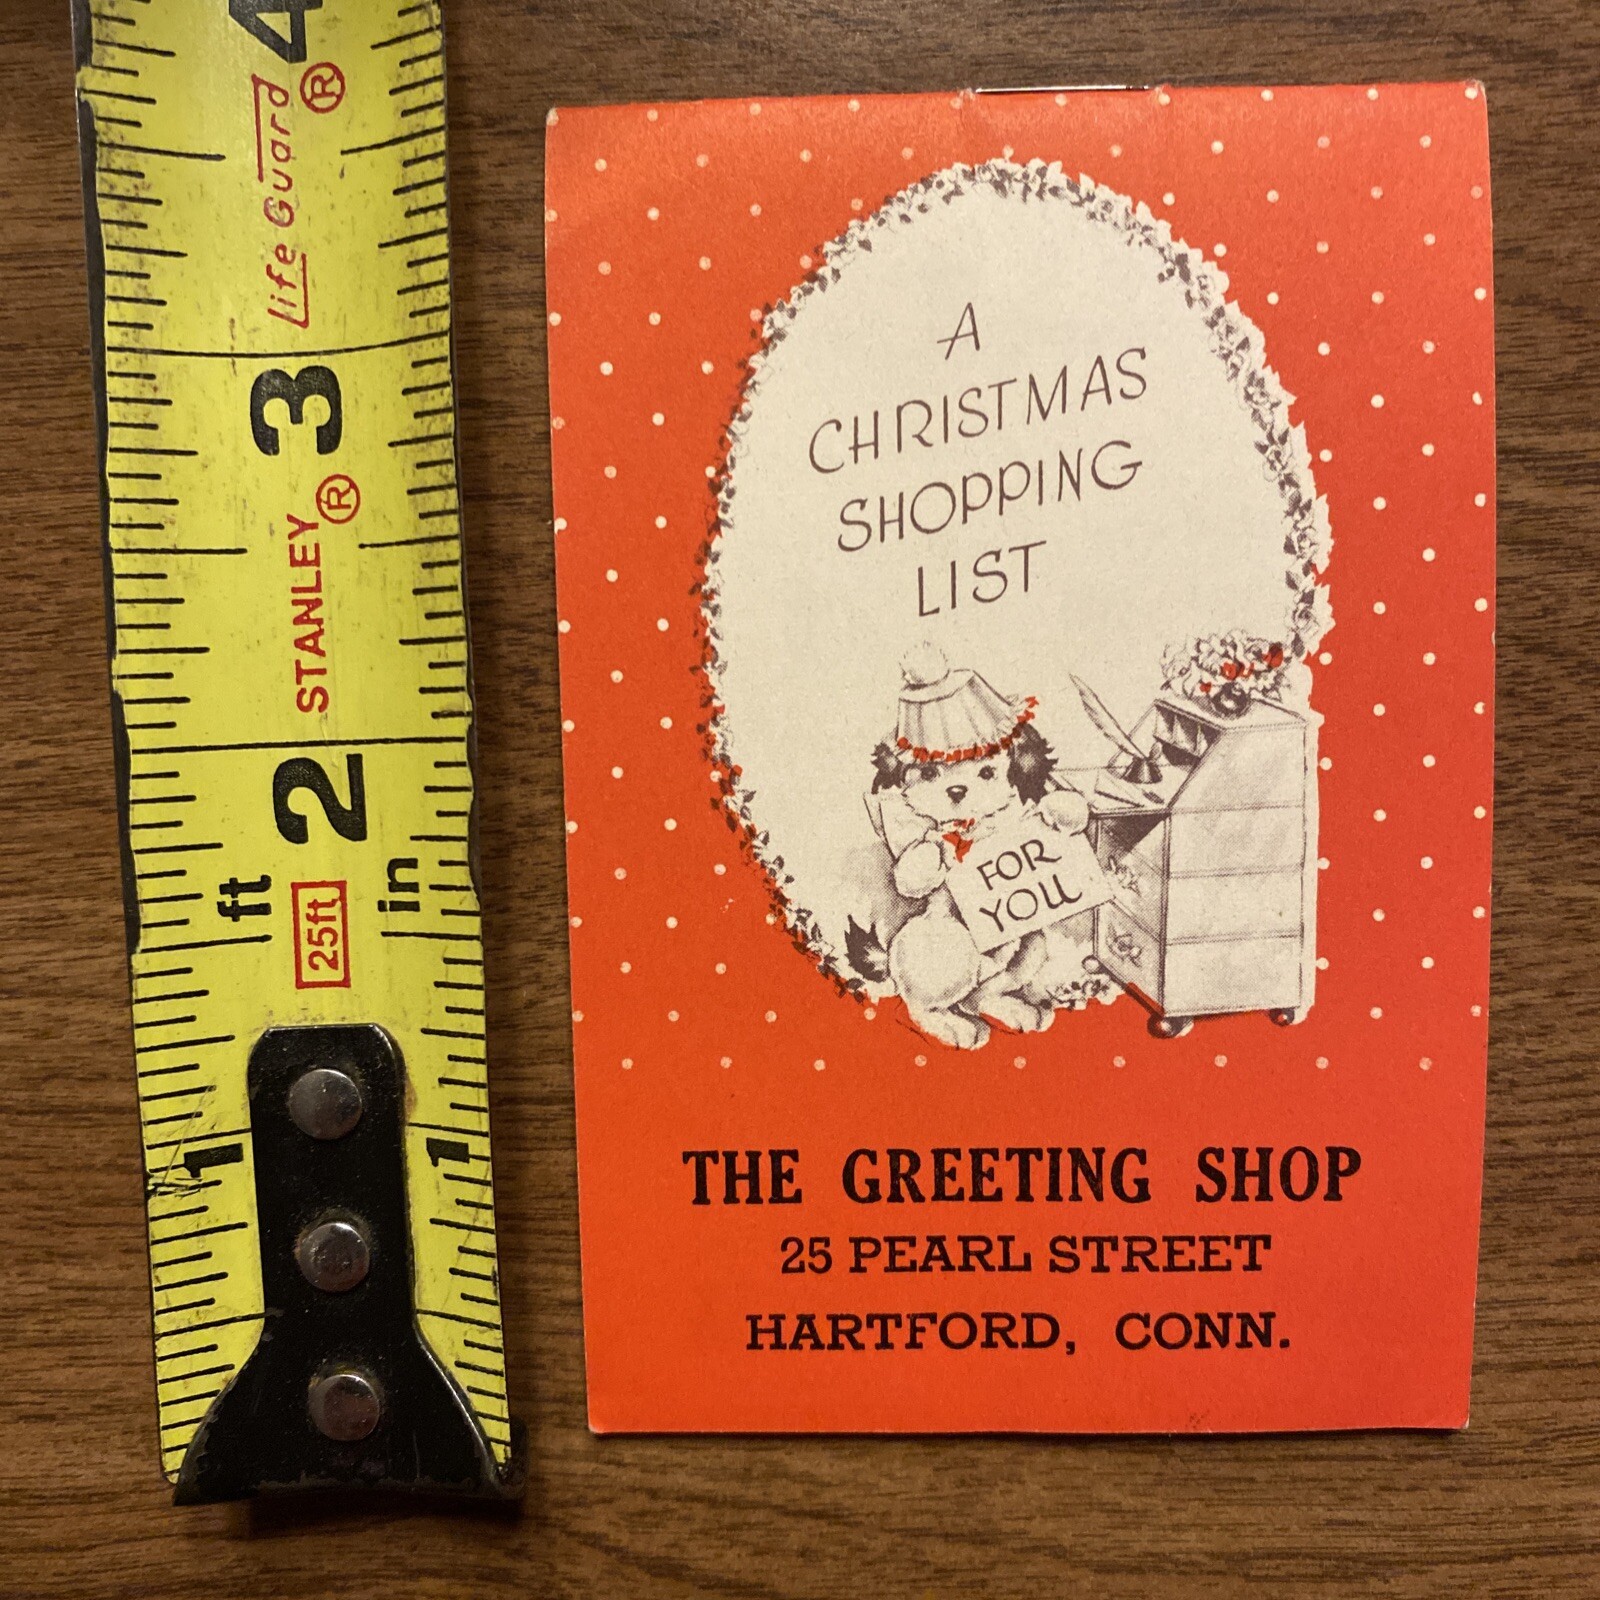 4
Life Guard®
3
STANLEY®
2
ft
25ft
in
1
1
A
CHRISTMAS
SHOPPING
LIST
FOR
YOU
THE GREETING SHOP
25 PEARL STREET
HARTFORD, CONN.